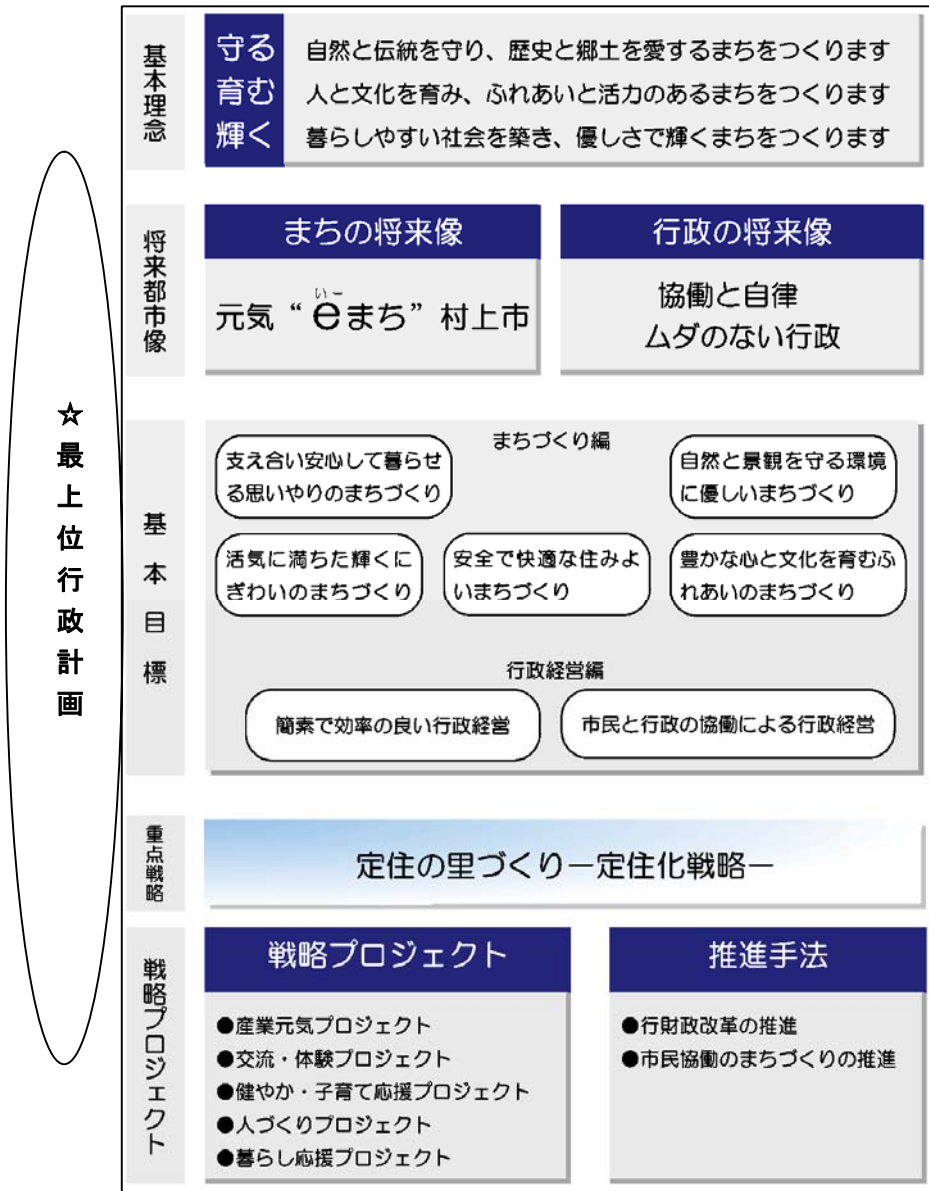 ☆最上位行政計画
基本理念
守る
育む
輝く
自然と伝統を守り、歴史と郷土を愛するまちをつくります
人と文化を育み、ふれあいと活力のあるまちをつくります
暮らしやすい社会を築き、優しさで輝くまちをつくります
将来都市像
まちの将来像
いー
元気“eまち”村上市
行政の将来像
協働と自律
ムダのない行政
基本目標
まちづくり編
支え合い安心して暮らせ
る思いやりのまちづくり
自然と景観を守る環境
に優しいまちづくり
活気に満ちた輝くに
ぎわいのまちづくり
安全で快適な住みよ
いまちづくり
豊かな心と文化を育むふ
れあいのまちづくり
行政経営編
簡素で効率の良い行政経営
市民と行政の協働による行政経営
重点戦略
定住の里づくりー定住化戦略ー
戦略プロジェクト
戦略プロジェクト
●産業元気プロジェクト
●交流・体験プロジェクト
●健やか・子育て応援プロジェクト
●人づくりプロジェクト
●暮らし応援プロジェクト
推進手法
●行財政改革の推進
●市民協働のまちづくりの推進